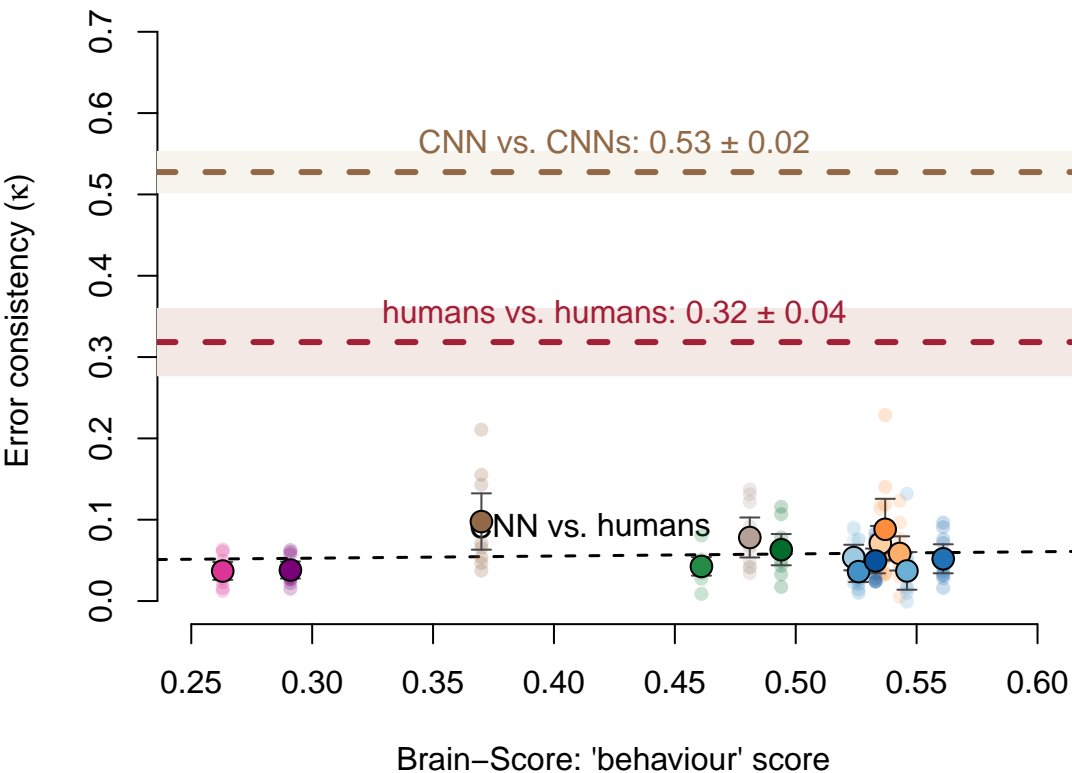 0.7
0.6
0.5
0.4
0.3
0.2
0.1
0.0
Error consistency (κ)
CNN vs. CNNs: 0.53 ± 0.02
humans vs. humans: 0.32 ± 0.04
CNN vs. humans
0.25 0.30 0.35 0.40 0.45 0.50 0.55 0.60
Brain−Score: 'behaviour' score